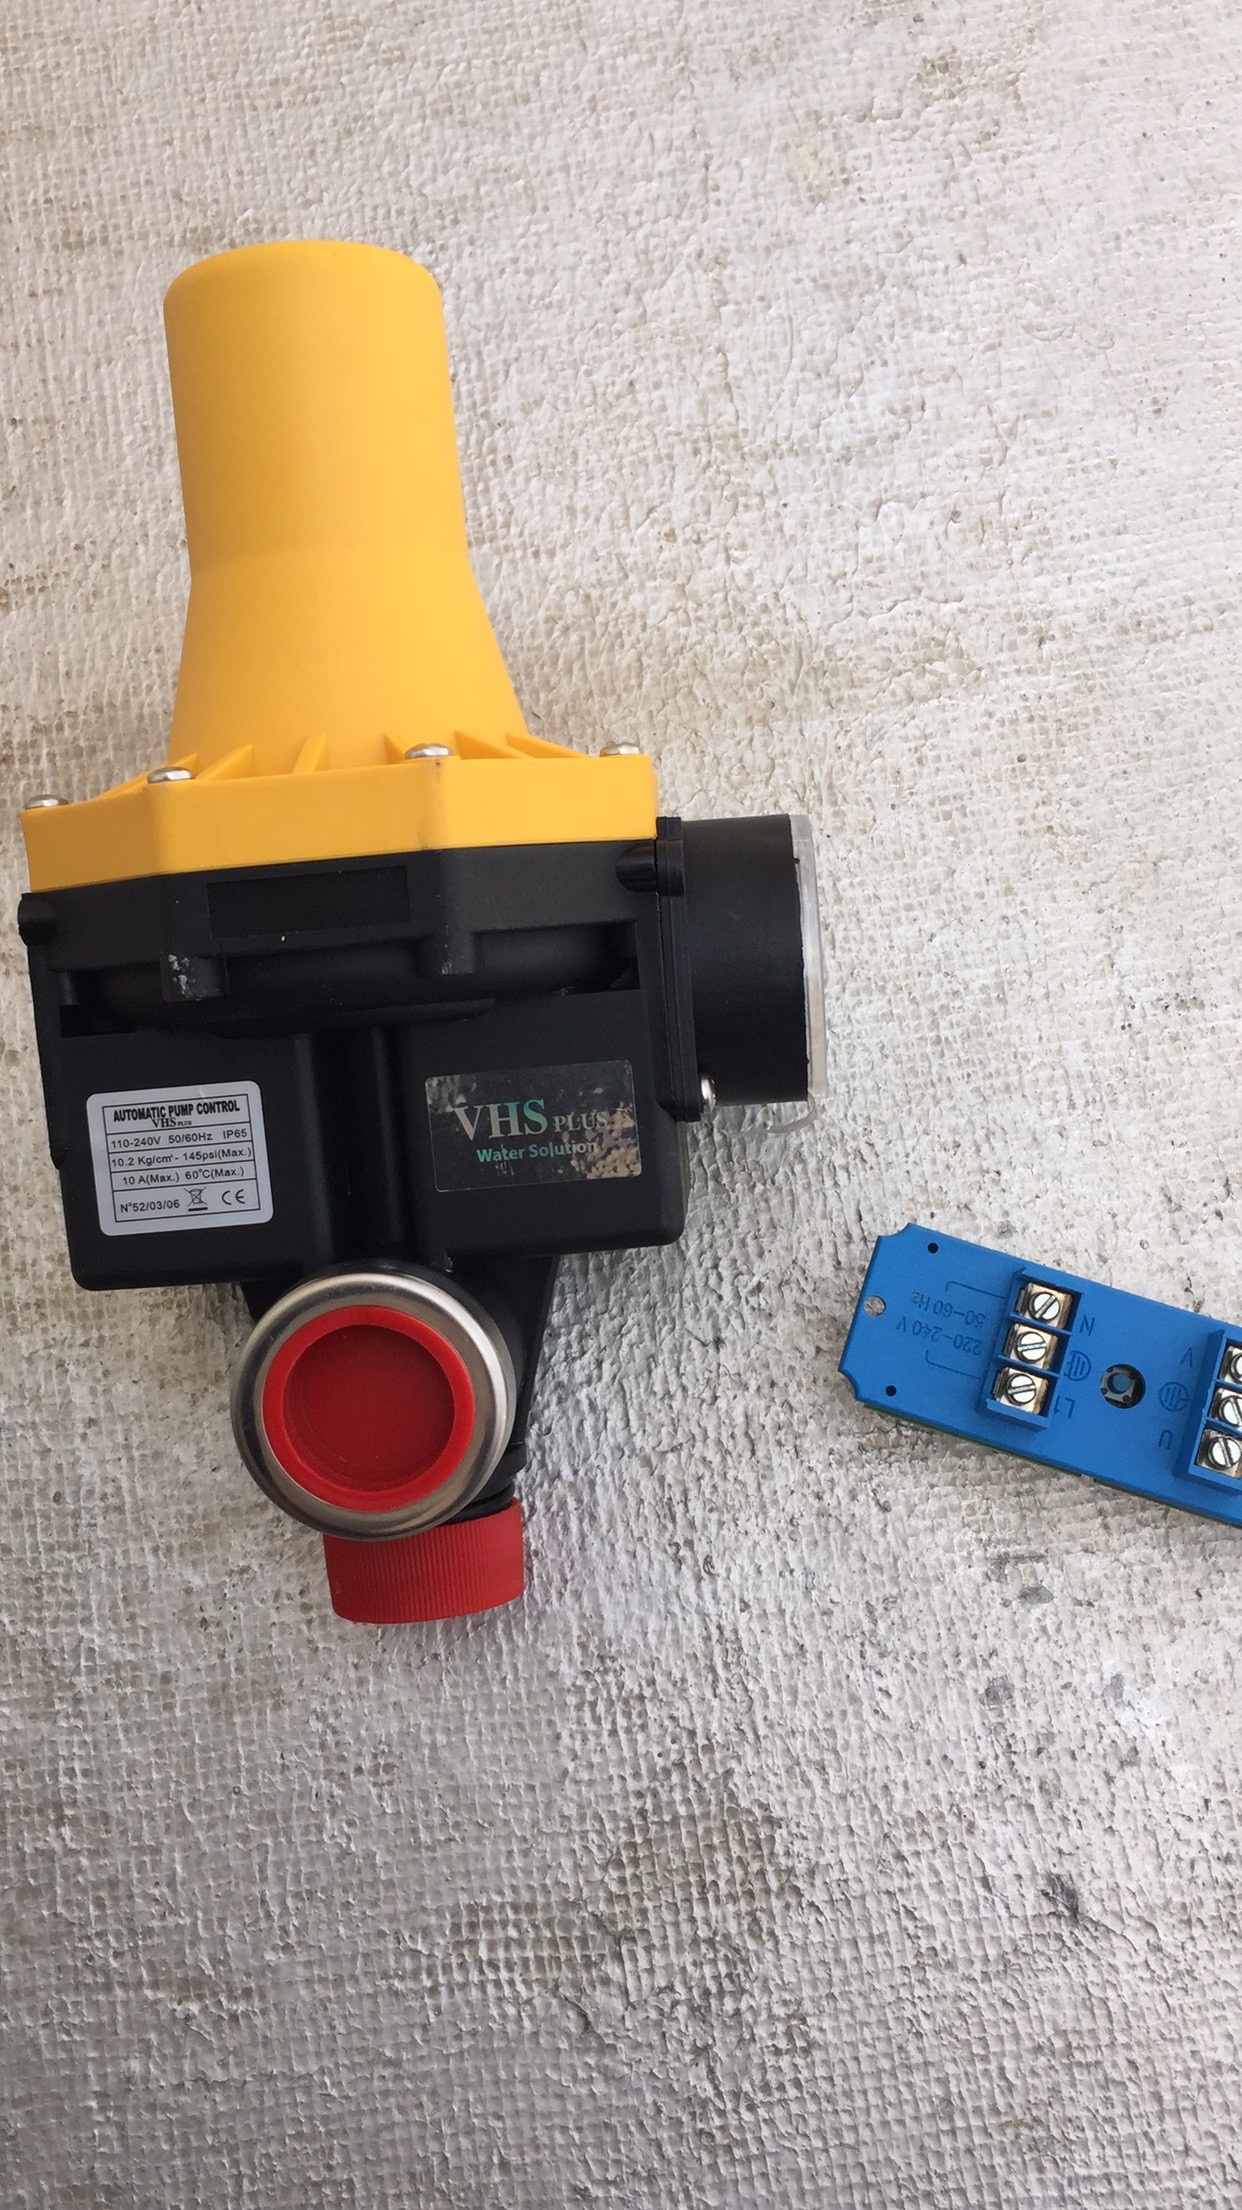 AUTOMATIC PUMP CONTROL
VHS PLUS
110-240V 50/60Hz IP65
10.2 Kg/cm² - 145psi(Max.)
10 A(Max.) 60°C(Max.)
N°52/03/06 CE
VHS PLUS
Water Solution
220-240 V
50-60 Hz
N
L1
V
U